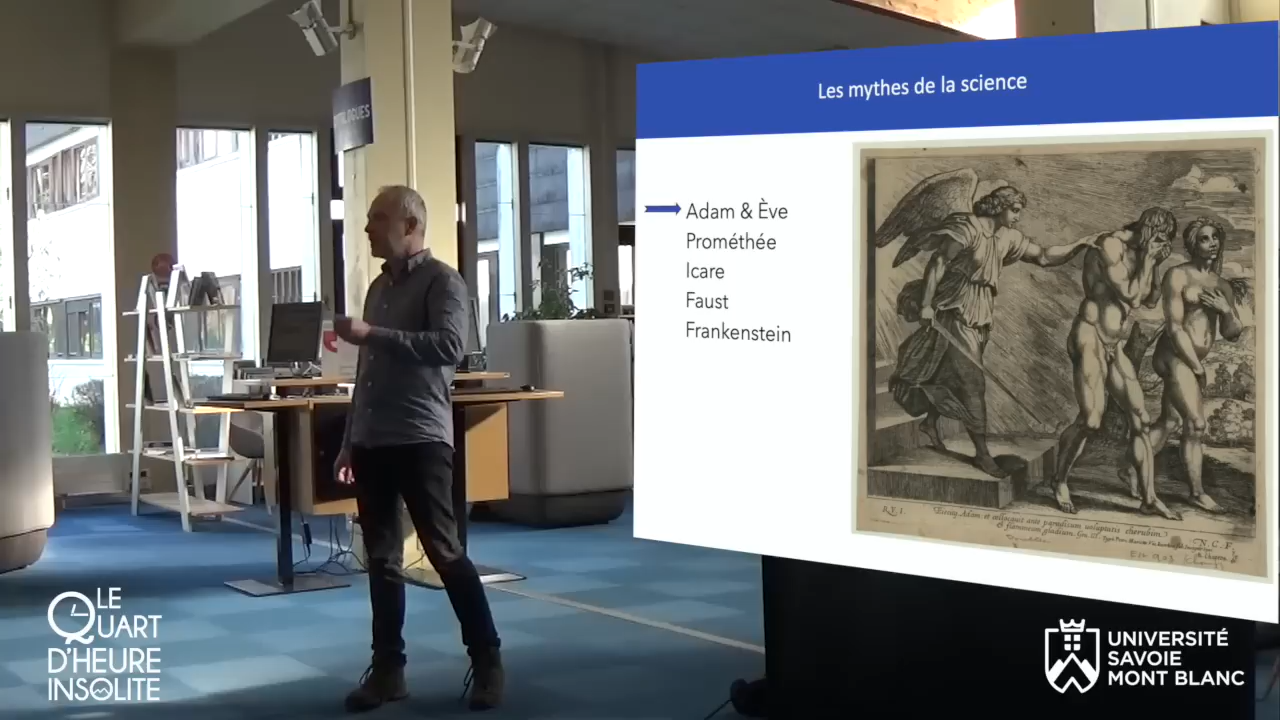 Les mythes de la science
Adam & Ève
Prométhée
Icare
Faust
Frankenstein
R.V.I.
N.C.F.
LE
QUART
D'HEURE
INSOLITE
UNIVERSITÉ
SAVOIE
MONT BLANC